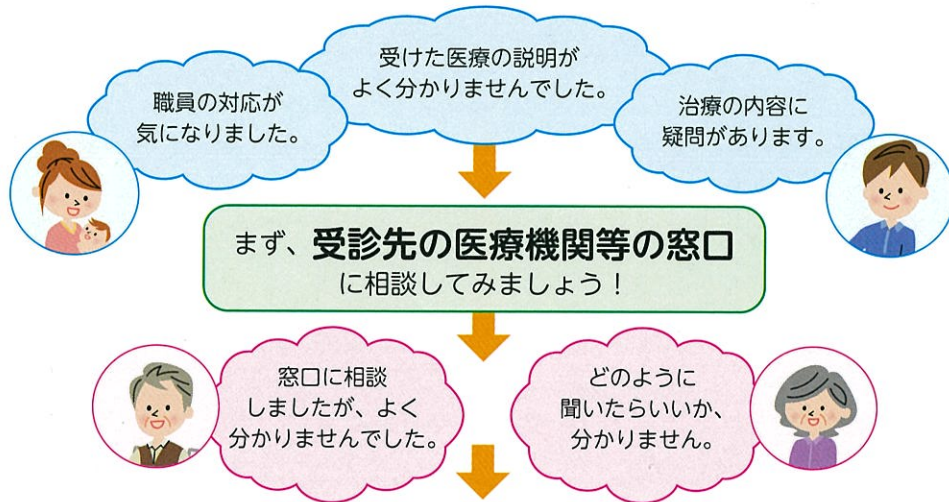 受けた医療の説明が
よく分かりませんでした。
職員の対応が
気になりました。
治療の内容に
疑問があります。
まず、受診先の医療機関等の窓口
に相談してみましょう！
窓口に相談
しましたが、よく
分かりませんでした。
どのように
聞いたらいいか、
分かりません。